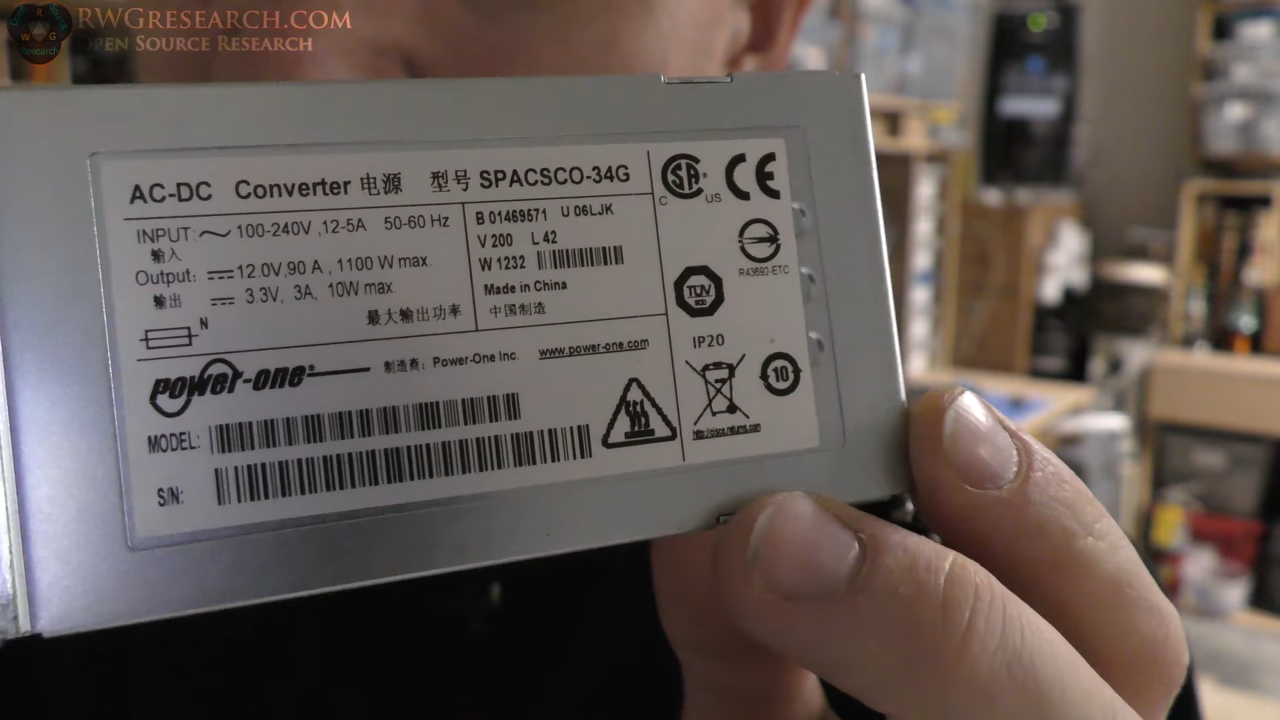 RWGRESEARCH.COM
OPEN SOURCE RESEARCH
R
W G
Research
AC-DC Converter 电源 型号 SPACSCO-34G
INPUT: 100-240V ,12-5A 50-60 Hz
输入
Output: 12.0V,90 A , 1100 W max.
输出 3.3V, 3A, 10W max.
最大输出功率
N
B 01469571 U 06LJK
V 200 L 42
W 1232
Made in China
中国制造
power-one®
制造商: Power-One Inc. www.power-one.com
MODEL:
S/N:
C SA US
CE
R43692-ETC
TÜV
IP20
10
http://cisco.returns.com